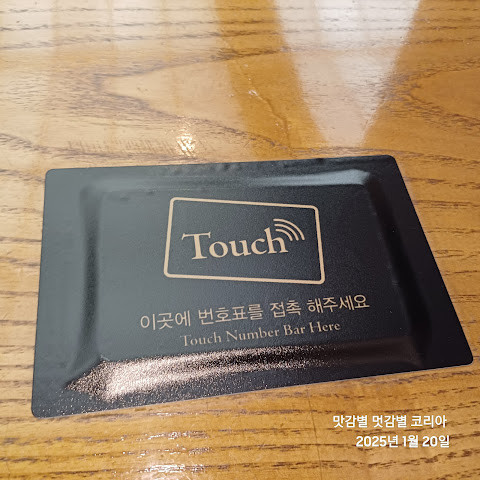 Touch
이곳에 번호표를 접촉 해주세요
Touch Number Bar Here
맛감별 멋감별 코리아
2025년 1월 20일